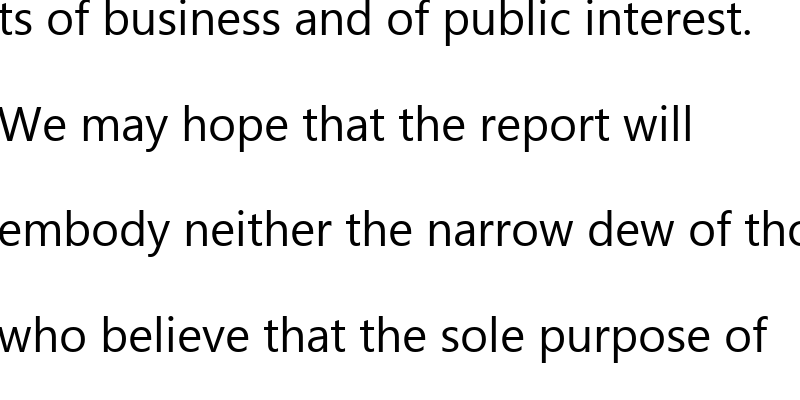 ts of business and of public interest.
We may hope that the report will
embody neither the narrow dew of tho
who believe that the sole purpose of